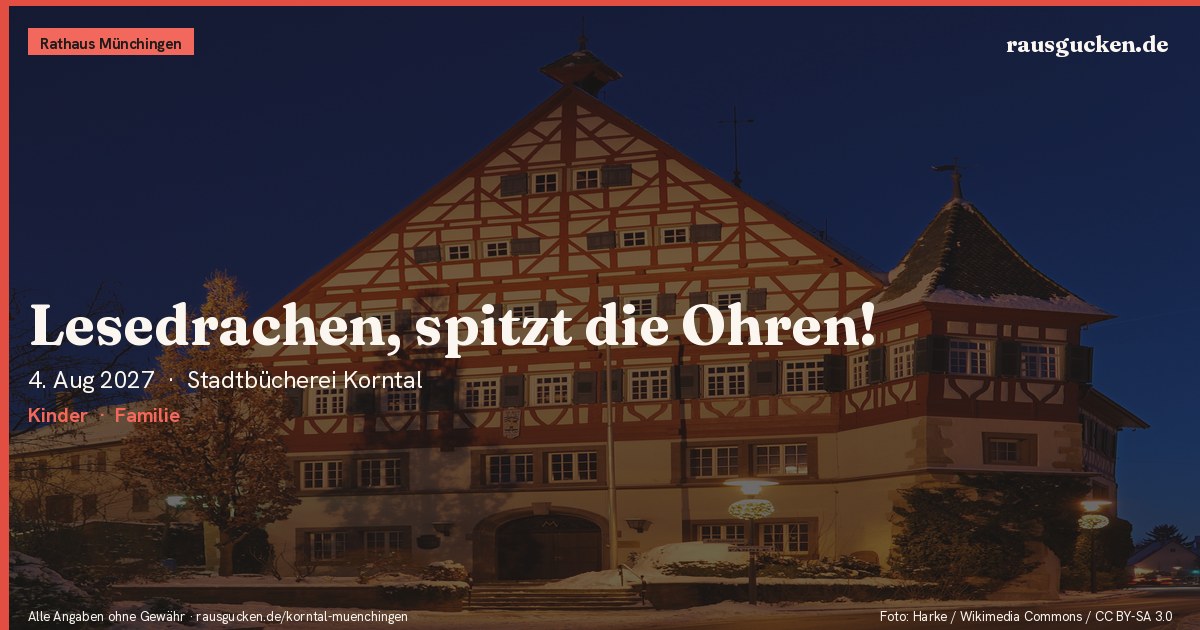 Rathaus Münchingen
rausgucken.de
Lesedrachen, spitzt die Ohren!
4. Aug 2027 · Stadtbücherei Korntal
Kinder · Familie
Alle Angaben ohne Gewähr · rausgucken.de/korntal-muenchingen
Foto: Harke / Wikimedia Commons / CC BY-SA 3.0